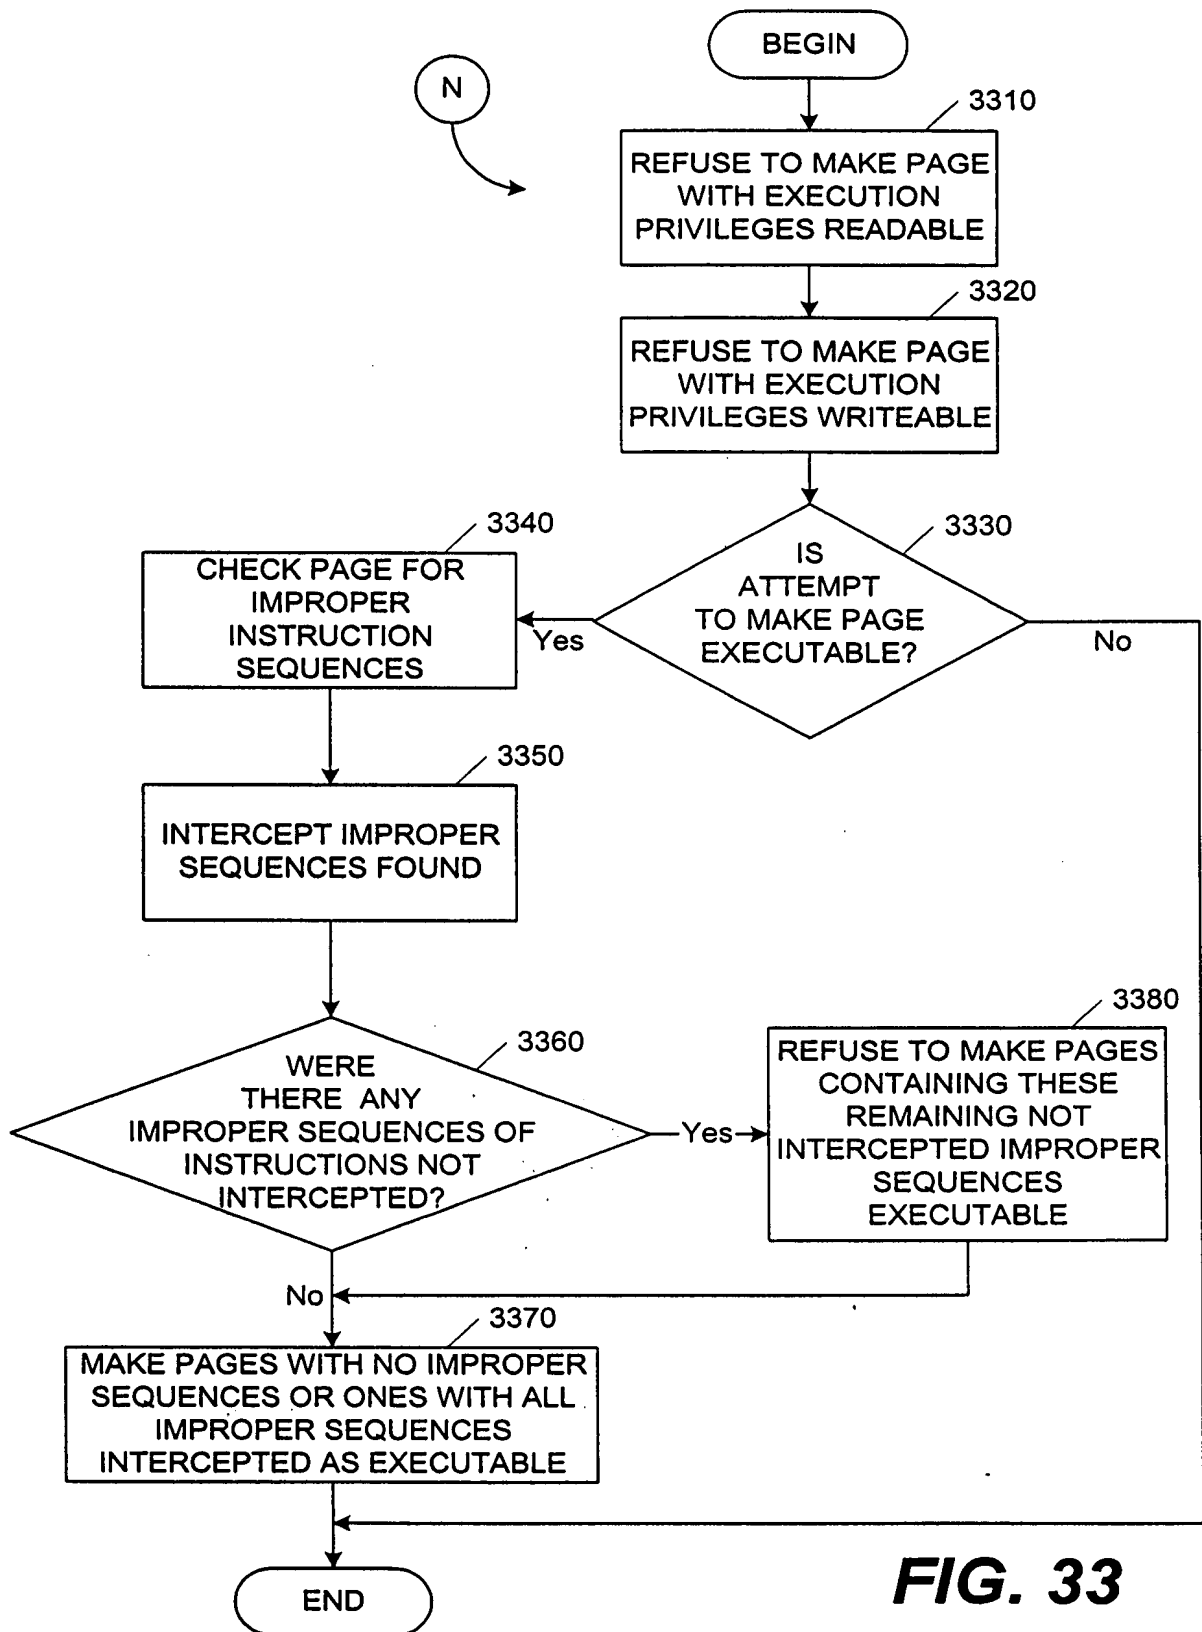 BEGIN
N
3310
REFUSE TO MAKE PAGE
WITH EXECUTION
PRIVILEGES READABLE
3320
REFUSE TO MAKE PAGE
WITH EXECUTION
PRIVILEGES WRITEABLE
3330
IS
ATTEMPT
TO MAKE PAGE
EXECUTABLE?
Yes
No
3340
CHECK PAGE FOR
IMPROPER
INSTRUCTION
SEQUENCES
3350
INTERCEPT IMPROPER
SEQUENCES FOUND
3360
WERE
THERE ANY
IMPROPER SEQUENCES OF
INSTRUCTIONS NOT
INTERCEPTED?
Yes
No
3380
REFUSE TO MAKE PAGES
CONTAINING THESE
REMAINING NOT
INTERCEPTED IMPROPER
SEQUENCES
EXECUTABLE
3370
MAKE PAGES WITH NO IMPROPER
SEQUENCES OR ONES WITH ALL
IMPROPER SEQUENCES
INTERCEPTED AS EXECUTABLE
END
FIG. 33